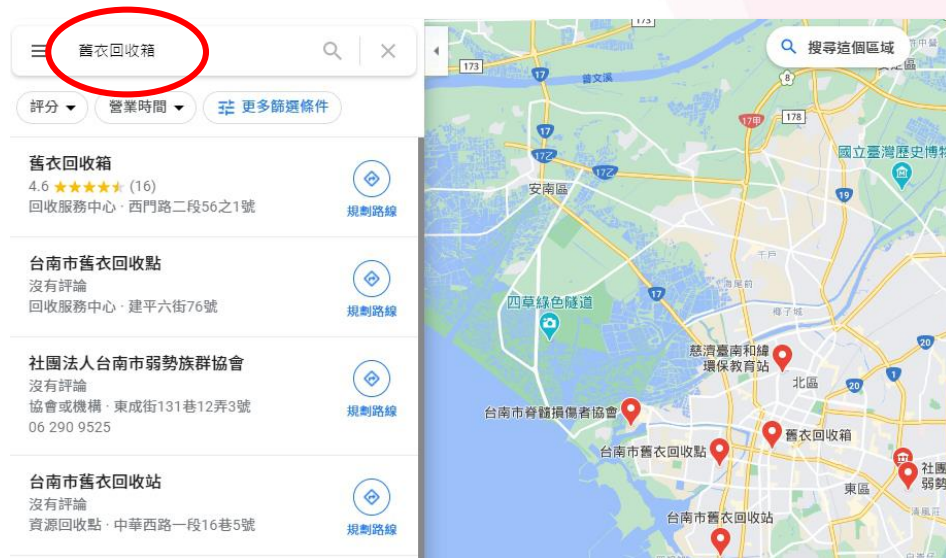 舊衣回收箱
評分
營業時間
更多篩選條件
舊衣回收箱
4.6 (16)
回收服務中心 · 西門路二段56之1號
規劃路線
台南市舊衣回收點
沒有評論
回收服務中心 · 建平六街76號
規劃路線
社團法人台南市弱勢族群協會
沒有評論
協會或機構 · 東成街131巷12弄3號
06 290 9525
規劃路線
台南市舊衣回收站
沒有評論
資源回收點 · 中華西路一段16巷5號
規劃路線
搜尋這個區域
173
173
17
曾文溪
8
178
17甲
17
17乙
17乙
國立臺灣歷史博物
安南區
19
四草綠色隧道
17
海尾前
椰子城
20
慈濟臺南和緯
環保教育站
1
北區
20
台南市脊髓損傷者協會
舊衣回收箱
台南市舊衣回收點
社團
弱勢
東區
台南市舊衣回收站